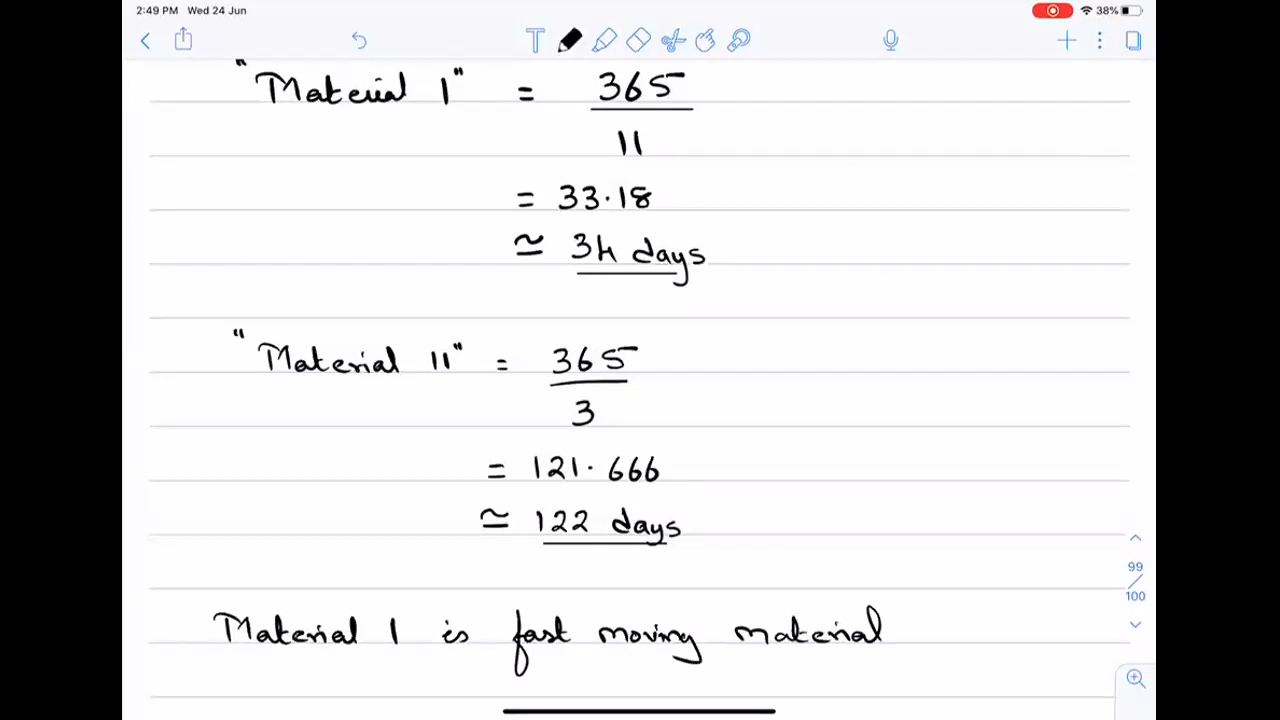 2:49 PM Wed 24 Jun
38%
"Material I" = 365
11
= 33.18
≅ 34 days
"Material II" = 365
3
= 121.666
≅ 122 days
99
100
Material I is fast moving material